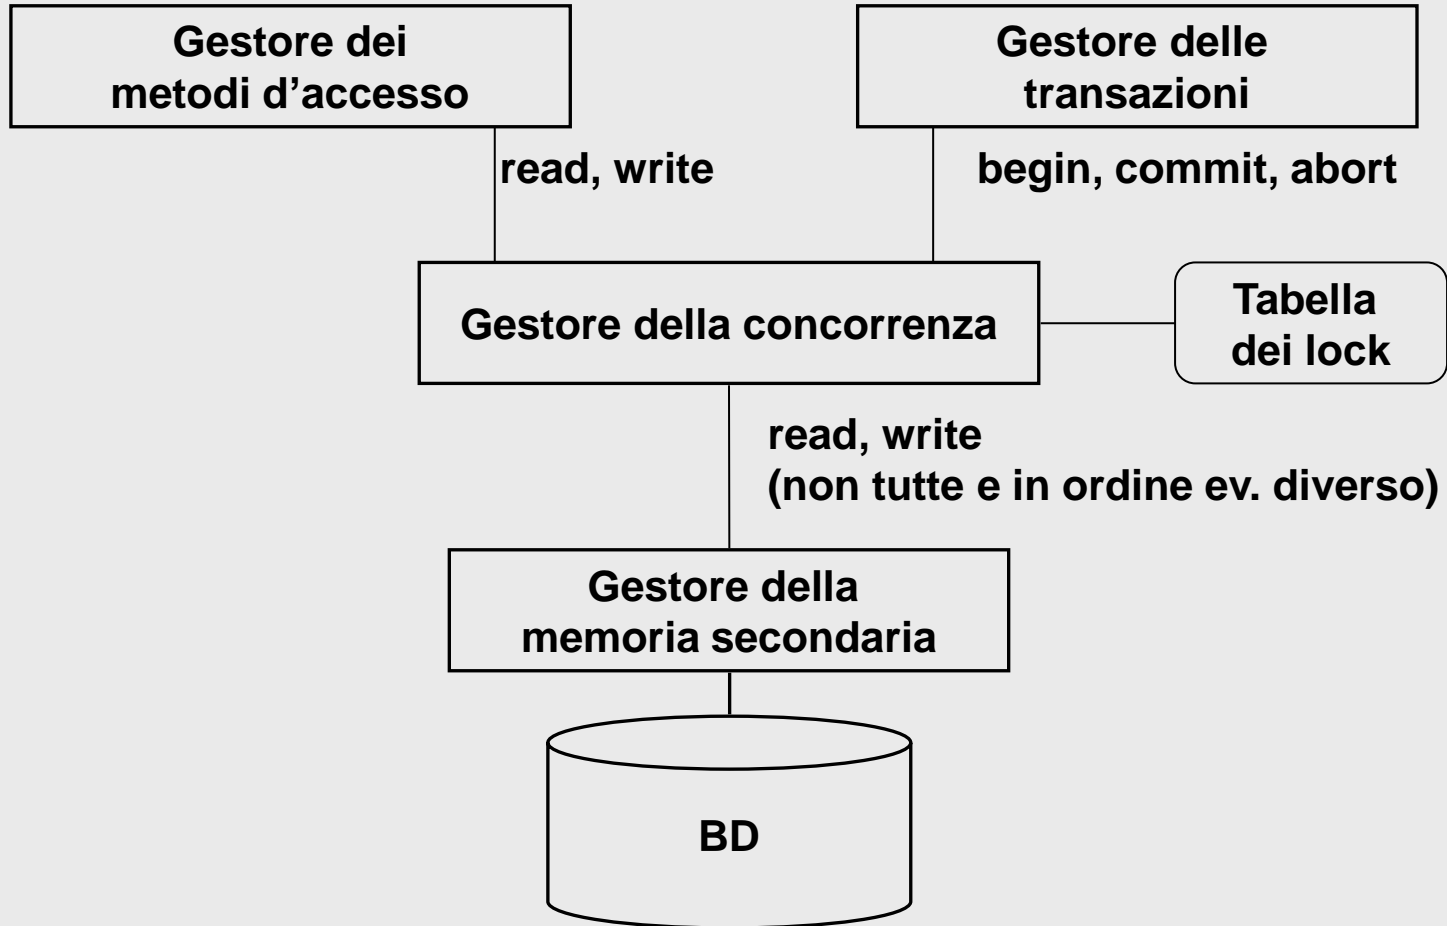 Gestore dei
metodi d’accesso
Gestore delle
transazioni
read, write
begin, commit, abort
Gestore della concorrenza
Tabella
dei lock
read, write
(non tutte e in ordine ev. diverso)
Gestore della
memoria secondaria
BD